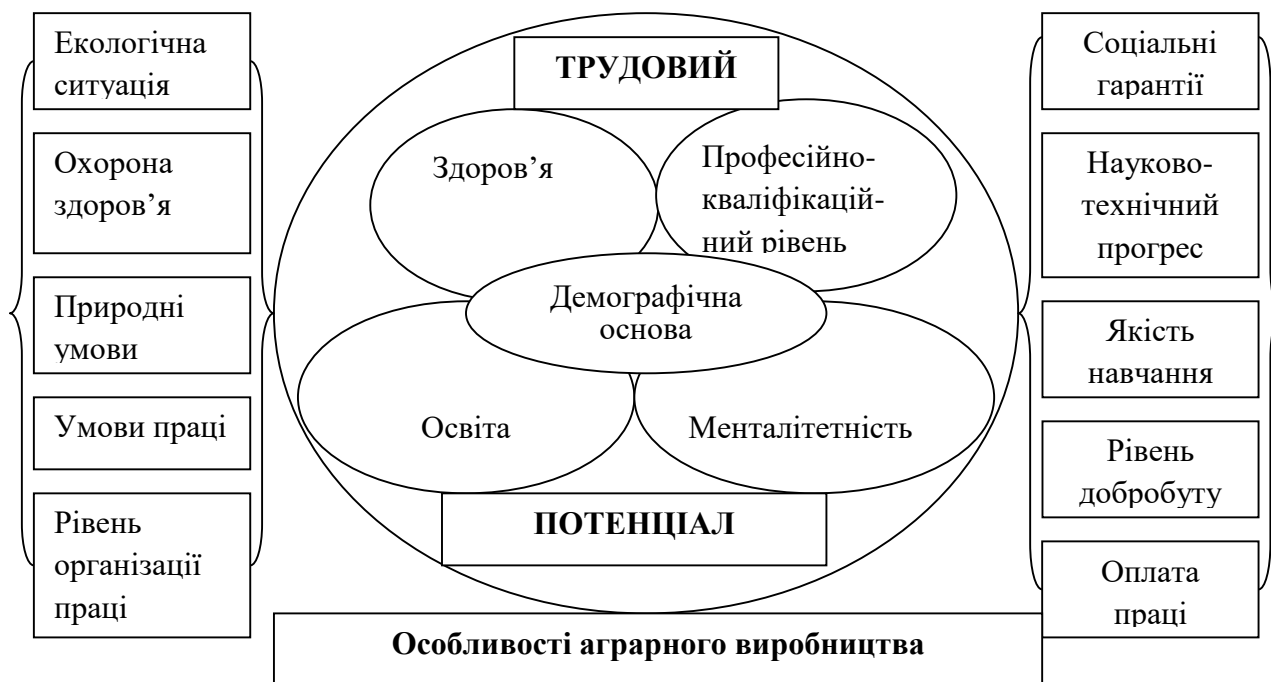 Екологічна
ситуація
Охорона
здоров’я
Природні
умови
Умови праці
Рівень
організації
праці
ТРУДОВИЙ
Здоров’я
Професійно-
кваліфікацій-
ний рівень
Демографічна
основа
Освіта
Менталітетність
ПОТЕНЦІАЛ
Особливості аграрного виробництва
Соціальні
гарантії
Науково-
технічний
прогрес
Якість
навчання
Рівень
добробуту
Оплата
праці